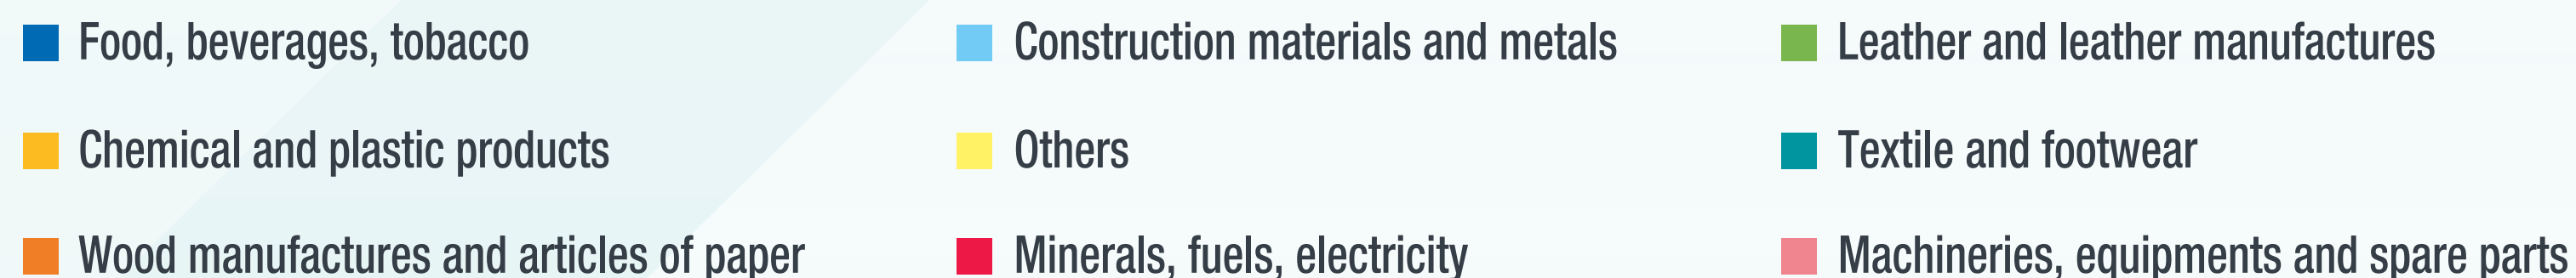 Food, beverages, tobacco
Construction materials and metals
Leather and leather manufactures
Chemical and plastic products
Others
Textile and footwear
Wood manufactures and articles of paper
Minerals, fuels, electricity
Machineries, equipments and spare parts